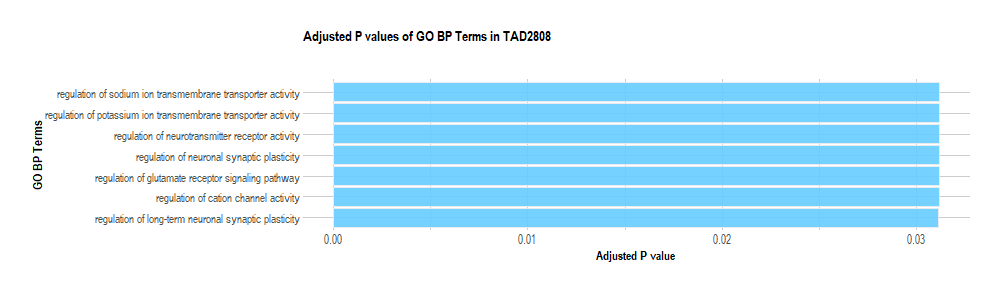 Adjusted P values of GO BP Terms in TAD2808
regulation of sodium ion transmembrane transporter activity
regulation of potassium ion transmembrane transporter activity
regulation of neurotransmitter receptor activity
regulation of neuronal synaptic plasticity
regulation of glutamate receptor signaling pathway
regulation of cation channel activity
regulation of long-term neuronal synaptic plasticity
GO BP Terms
0.00 0.01 0.02 0.03
Adjusted P value